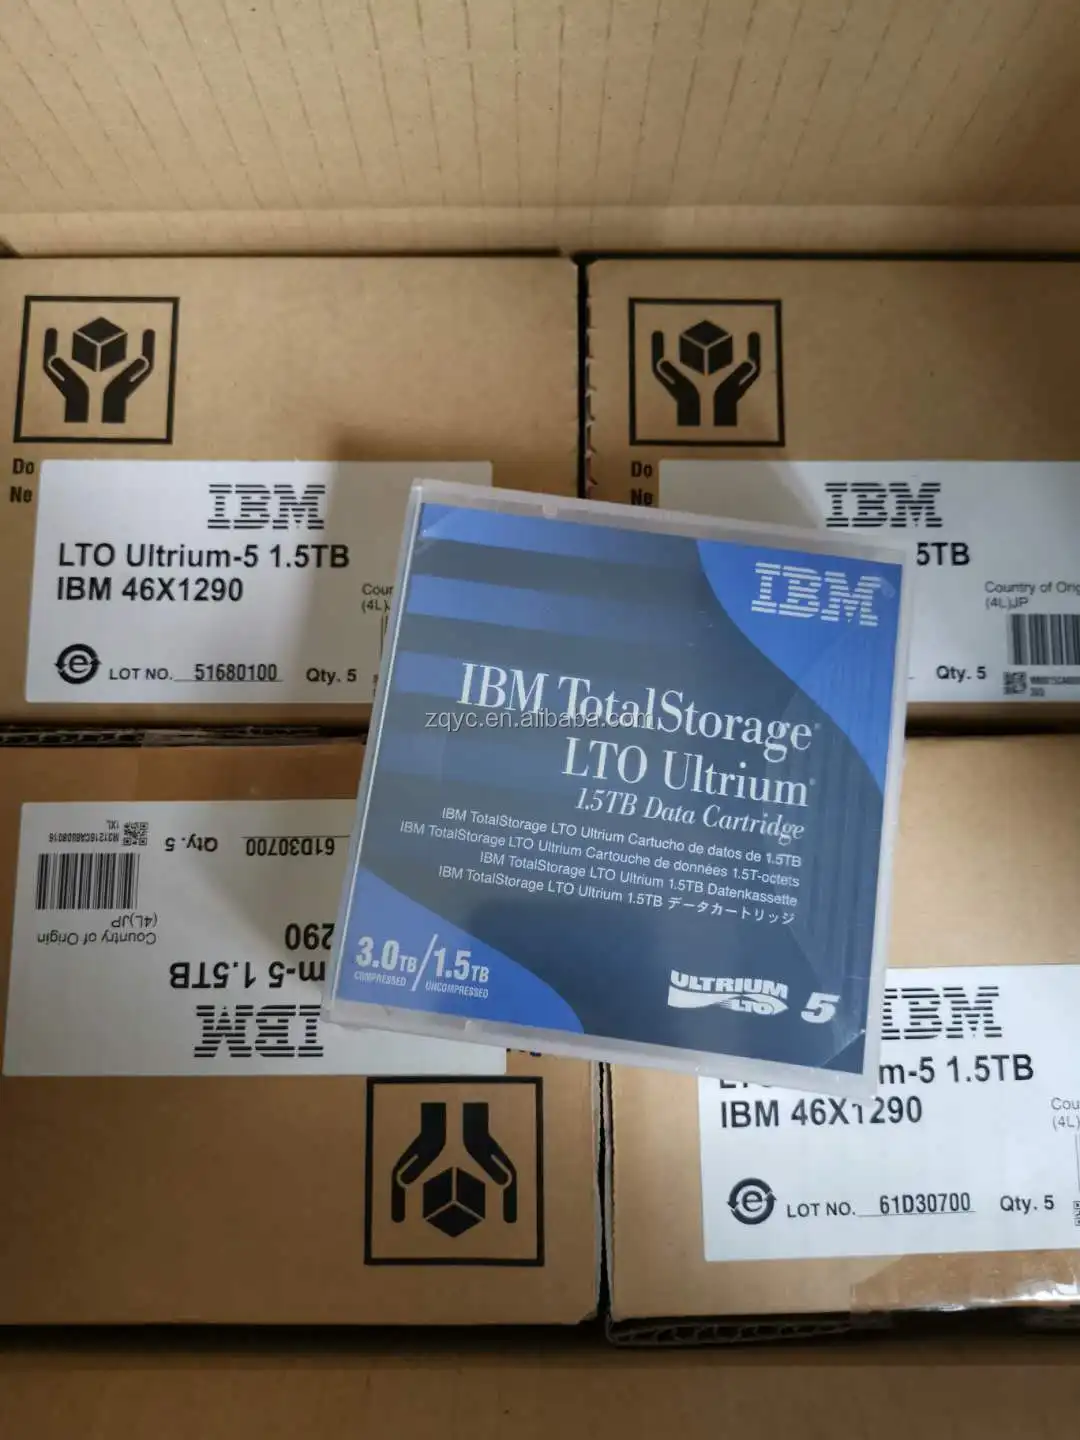 Do
Ne
IBM
LTO Ultrium-5 1.5TB
IBM 46X1290
LOT NO. 51680100 Qty. 5
Do
Ne
IBM
5TB
Country of
(4L)JP
Qty. 5
IBM
IBM TotalStorage
LTO Ultrium
1.5TB Data Cartridge
IBM TotalStorage LTO Ultrium Cartucho de datos de 1.5TB
IBM TotalStorage LTO Ultrium Cartouche de données 1.5T-octets
IBM TotalStorage LTO Ultrium 1.5TB Datenkassette
IBM TotalStorage LTO Ultrium 1.5TB データカートリッジ
3.0TB/1.5TB
COMPRESSED UNCOMPRESSED
ULTRIUM
LTO 5
zqyc.en.alibaba.com
IBM
m-5 1.5TB
290
Country of Origin
(4L)JP
61D30700 Qty. 5
IBM
m-5 1.5TB
IBM 46X1290
LOT NO. 61D30700 Qty. 5